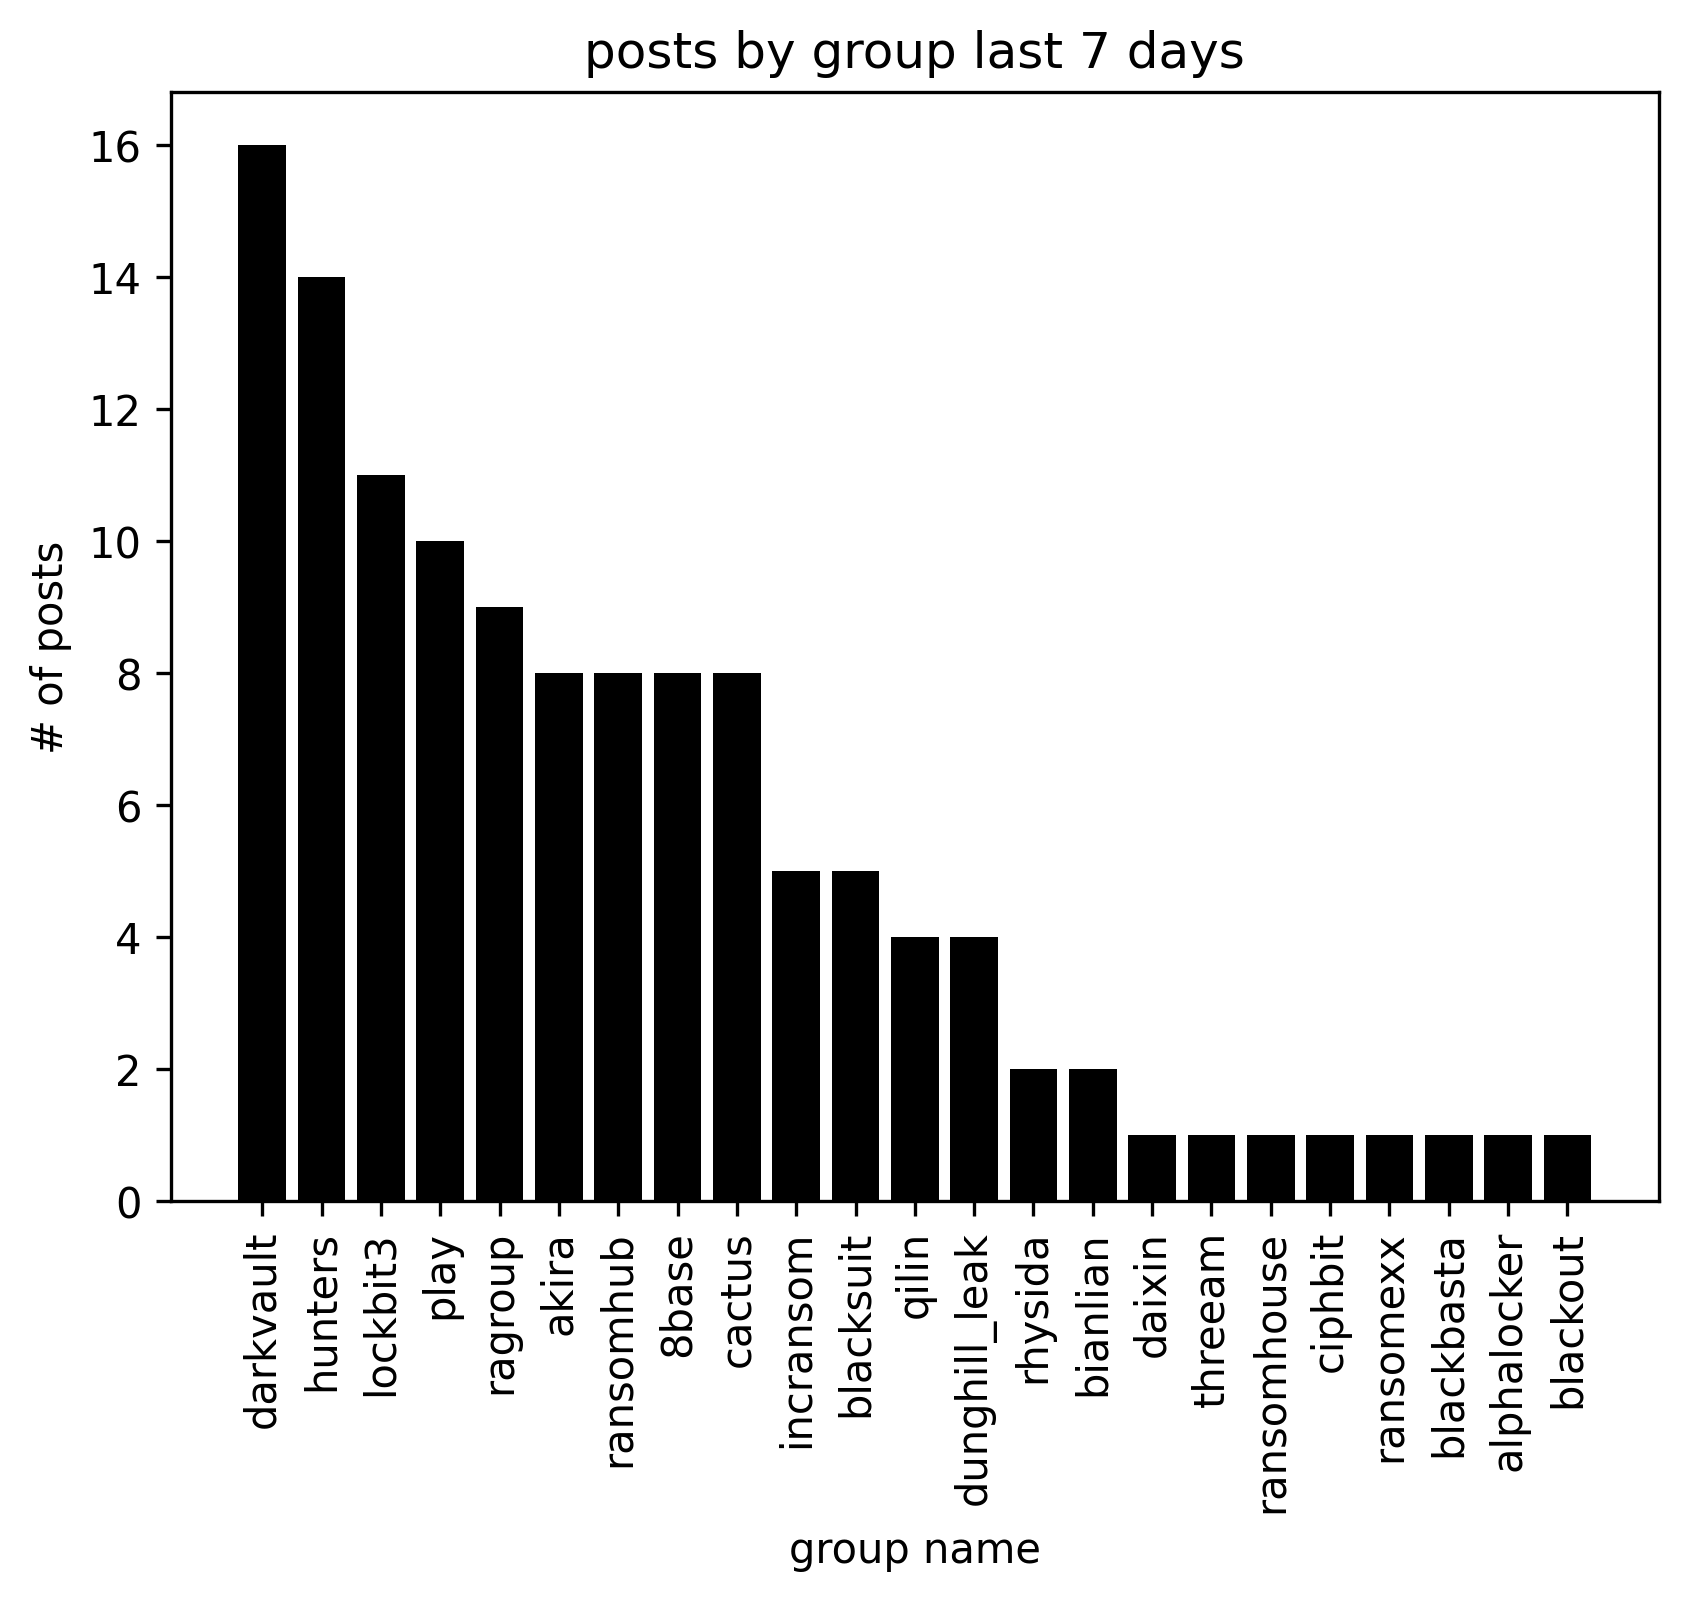 posts by group last 7 days
# of posts
16
14
12
10
8
6
4
2
0
darkvault
hunters
lockbit3
play
ragroup
akira
ransomhub
8base
cactus
incransom
blacksuit
qilin
dunghill_leak
rhysida
bianlian
daixin
threeam
ransomhouse
ciphbit
ransomexx
blackbasta
alphalocker
blackout
group name